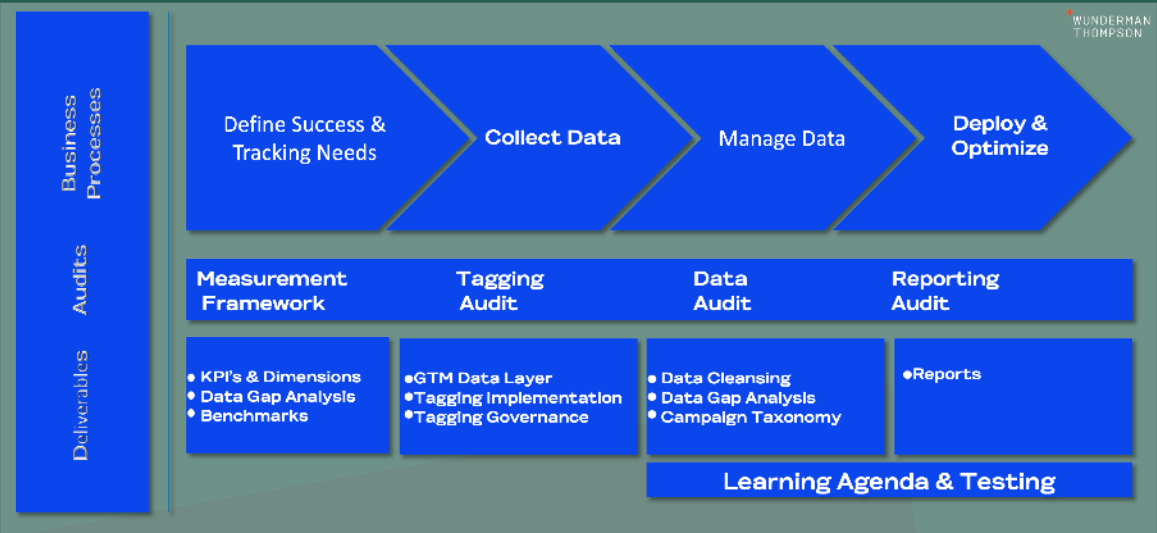 WUNDERMAN
THOMPSON
Business
Processes
Define Success &
Tracking Needs
Collect Data
Manage Data
Deploy &
Optimize
Audits
Measurement
Framework
Tagging
Audit
Data
Audit
Reporting
Audit
Deliverables
● KPI's & Dimensions
● Data Gap Analysis
● Benchmarks
●GTM Data Layer
●Tagging Implementation
●Tagging Governance
● Data Cleansing
● Data Gap Analysis
● Campaign Taxonomy
●Reports
Learning Agenda & Testing